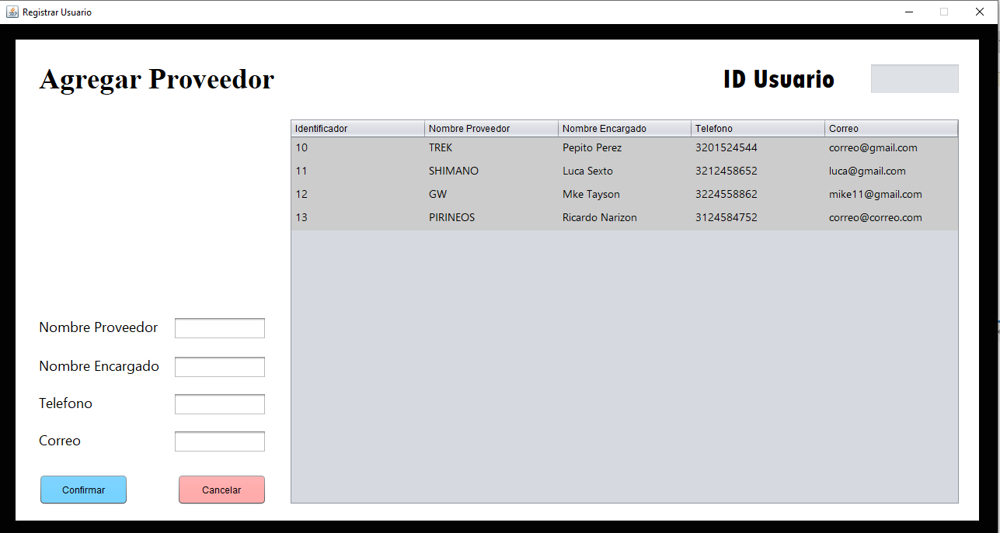 Registrar Usuario
Agregar Proveedor
ID Usuario
Identificador Nombre Proveedor Nombre Encargado Telefono Correo
10 TREK Pepito Perez 3201524544 correo@gmail.com
11 SHIMANO Luca Sexto 3212458652 luca@gmail.com
12 GW Mke Tayson 3224558862 mike11@gmail.com
13 PIRINEOS Ricardo Narizon 3124584752 correo@correo.com
Nombre Proveedor
Nombre Encargado
Telefono
Correo
Confirmar Cancelar